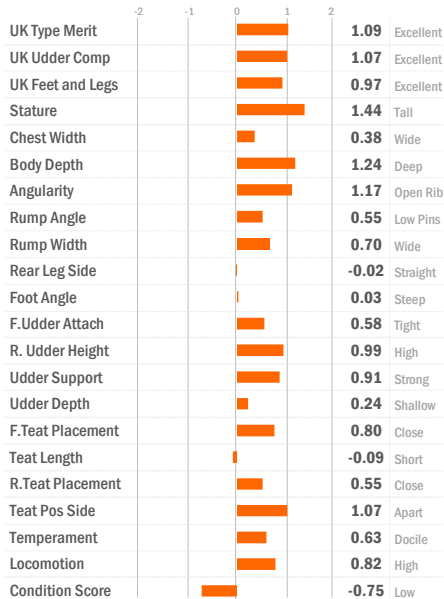 -2 -1 0 1 2
UK Type Merit 1.09 Excellent
UK Udder Comp 1.07 Excellent
UK Feet and Legs 0.97 Excellent
Stature 1.44 Tall
Chest Width 0.38 Wide
Body Depth 1.24 Deep
Angularity 1.17 Open Rib
Rump Angle 0.55 Low Pins
Rump Width 0.70 Wide
Rear Leg Side -0.02 Straight
Foot Angle 0.03 Steep
F.Udder Attach 0.58 Tight
R. Udder Height 0.99 High
Udder Support 0.91 Strong
Udder Depth 0.24 Shallow
F.Teat Placement 0.80 Close
Teat Length -0.09 Short
R.Teat Placement 0.55 Close
Teat Pos Side 1.07 Apart
Temperament 0.63 Docile
Locomotion 0.82 High
Condition Score -0.75 Low